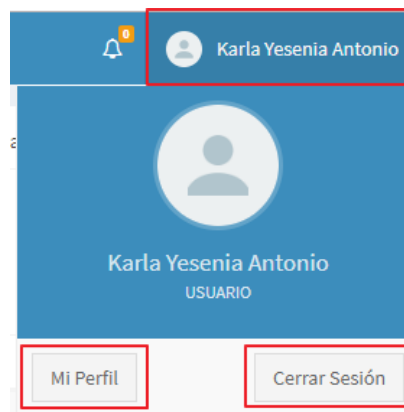 0
Karla Yesenia Antonio
a
Karla Yesenia Antonio
USUARIO
Mi Perfil
Cerrar Sesión